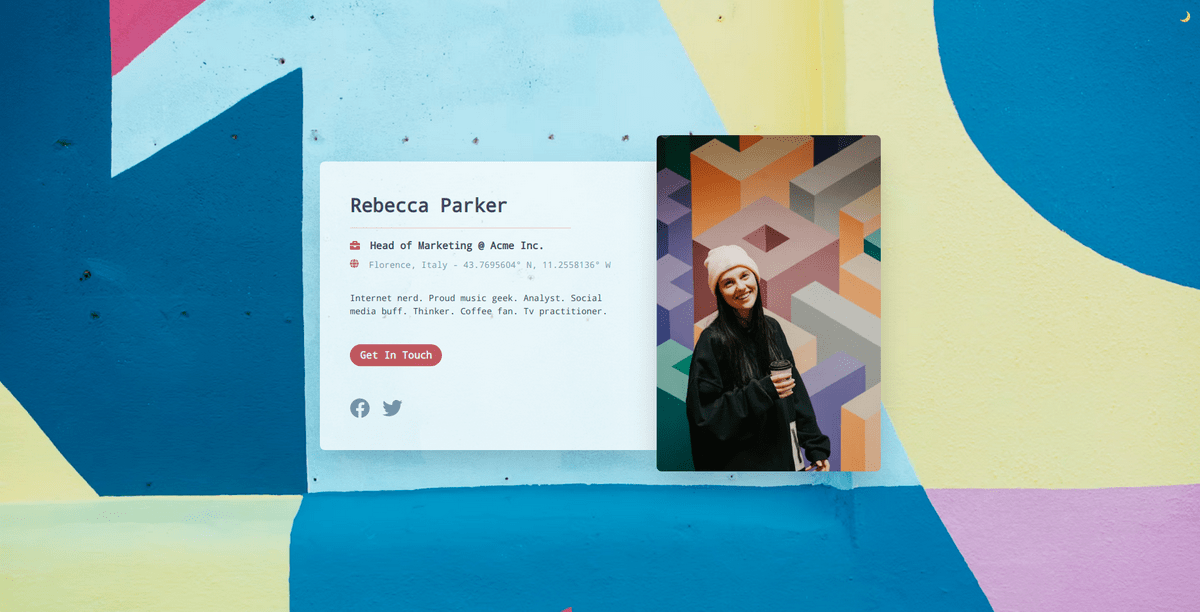 Rebecca Parker
Head of Marketing @ Acme Inc.
Florence, Italy - 43.7695604° N, 11.2558136° W
Internet nerd. Proud music geek. Analyst. Social
media buff. Thinker. Coffee fan. Tv practitioner.
Get In Touch